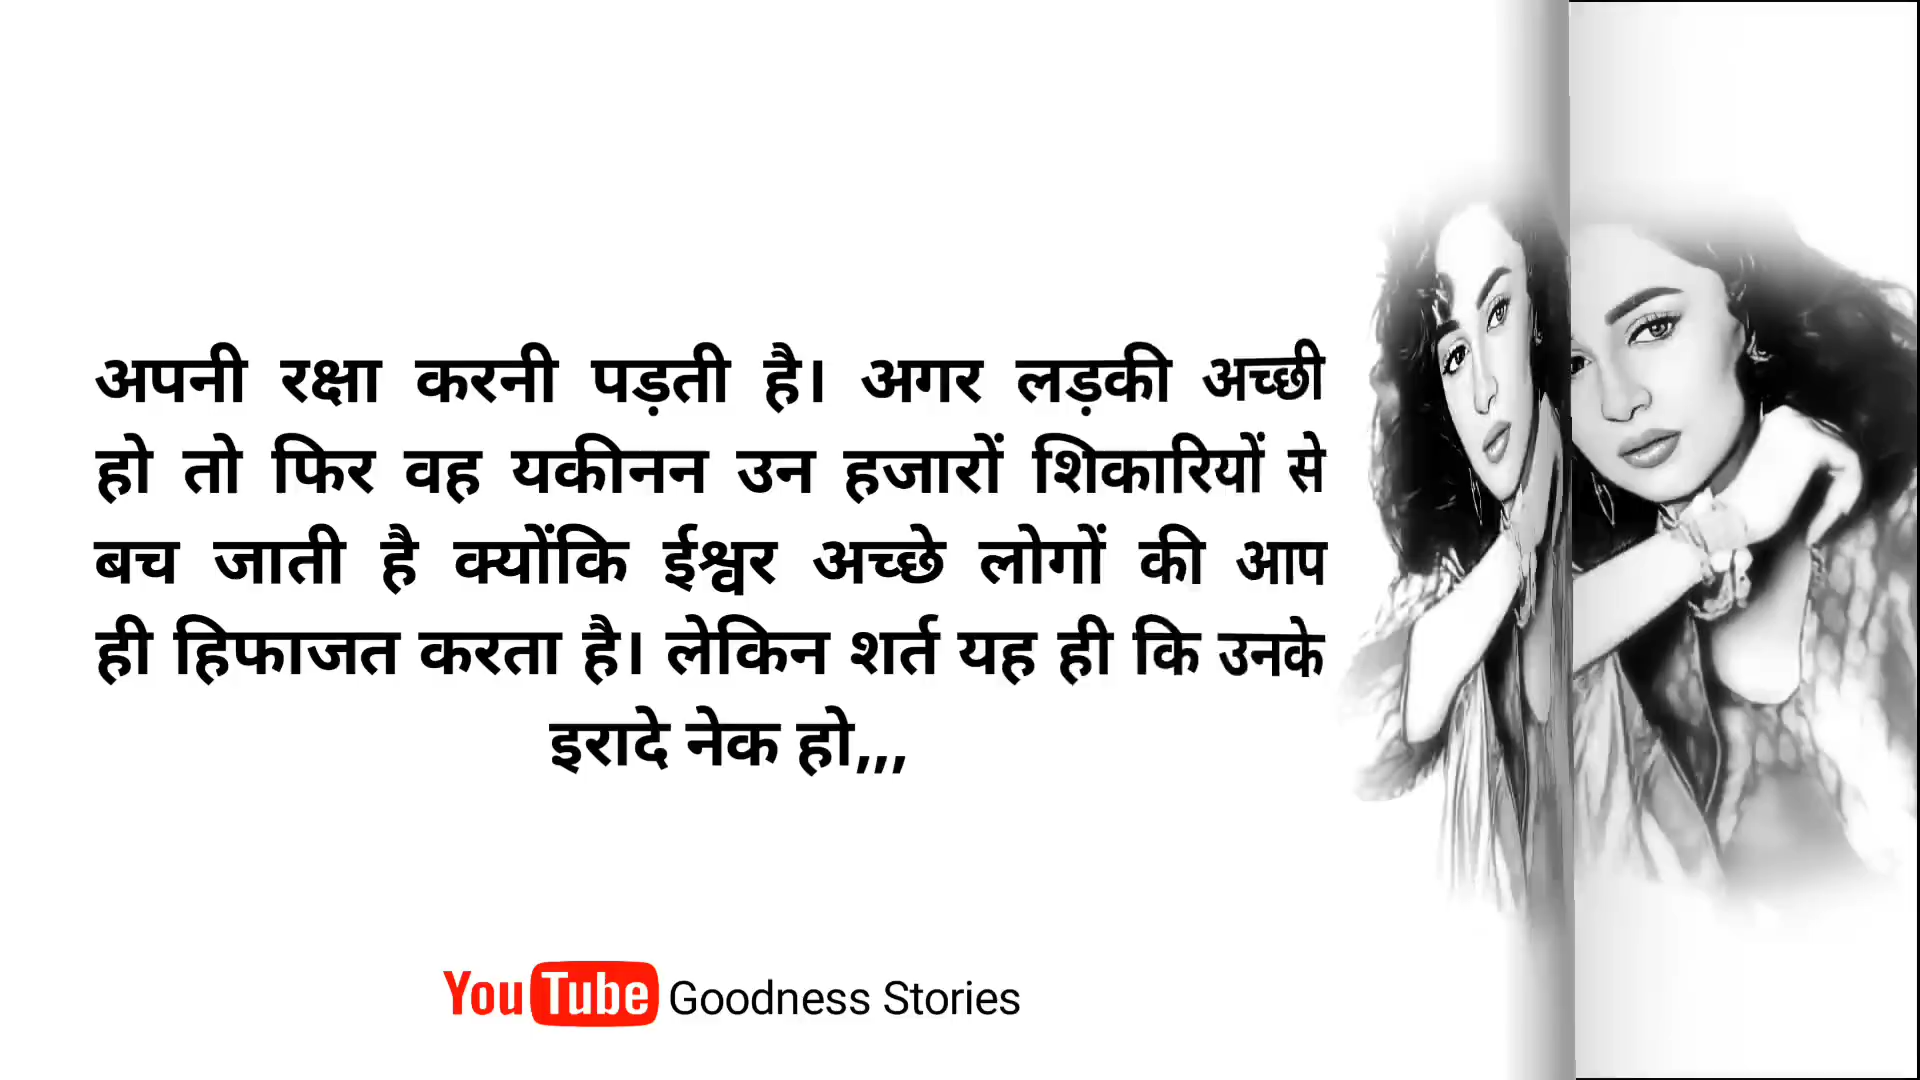 अपनी रक्षा करनी पड़ती है। अगर लड़की अच्छी
हो तो फिर वह यकीनन उन हजारों शिकारियों से
बच जाती है क्योंकि ईश्वर अच्छे लोगों की आप
ही हिफाजत करता है। लेकिन शर्त यह ही कि उनके
इरादे नेक हो,,,
YouTube Goodness Stories